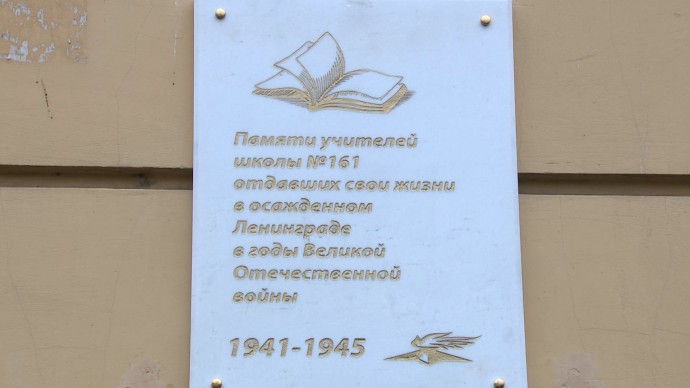 Памяти учителей
школы №161
отдавших свои жизни
в осажденном
Ленинграде
в годы Великой
Отечественной
войны
1941-1945